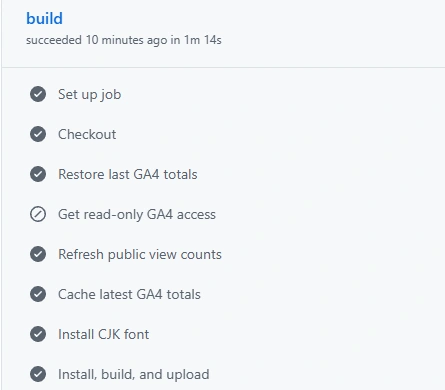 build
succeeded 10 minutes ago in 1m 14s
Set up job
Checkout
Restore last GA4 totals
Get read-only GA4 access
Refresh public view counts
Cache latest GA4 totals
Install CJK font
Install, build, and upload